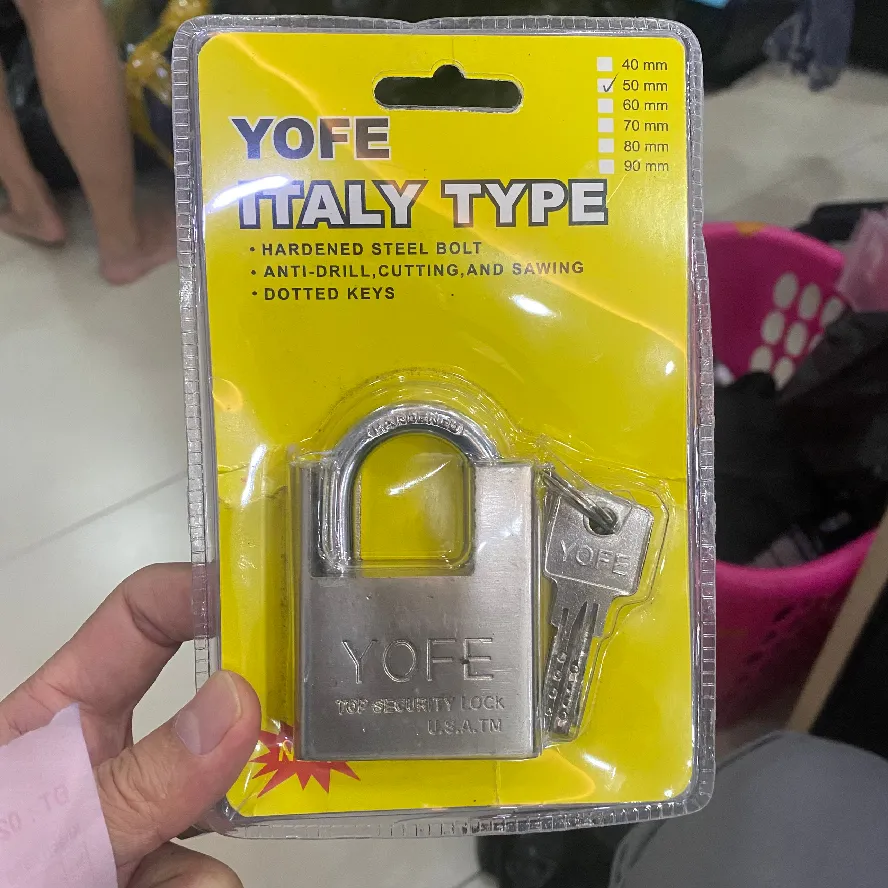 40 mm
50 mm
60 mm
70 mm
80 mm
90 mm
YOFE
ITALY TYPE
• HARDENED STEEL BOLT
• ANTI-DRILL,CUTTING,AND SAWING
• DOTTED KEYS
HARDENED
YOFE
YOFE
TOP SECURITY LOCK
U.S.A.TM